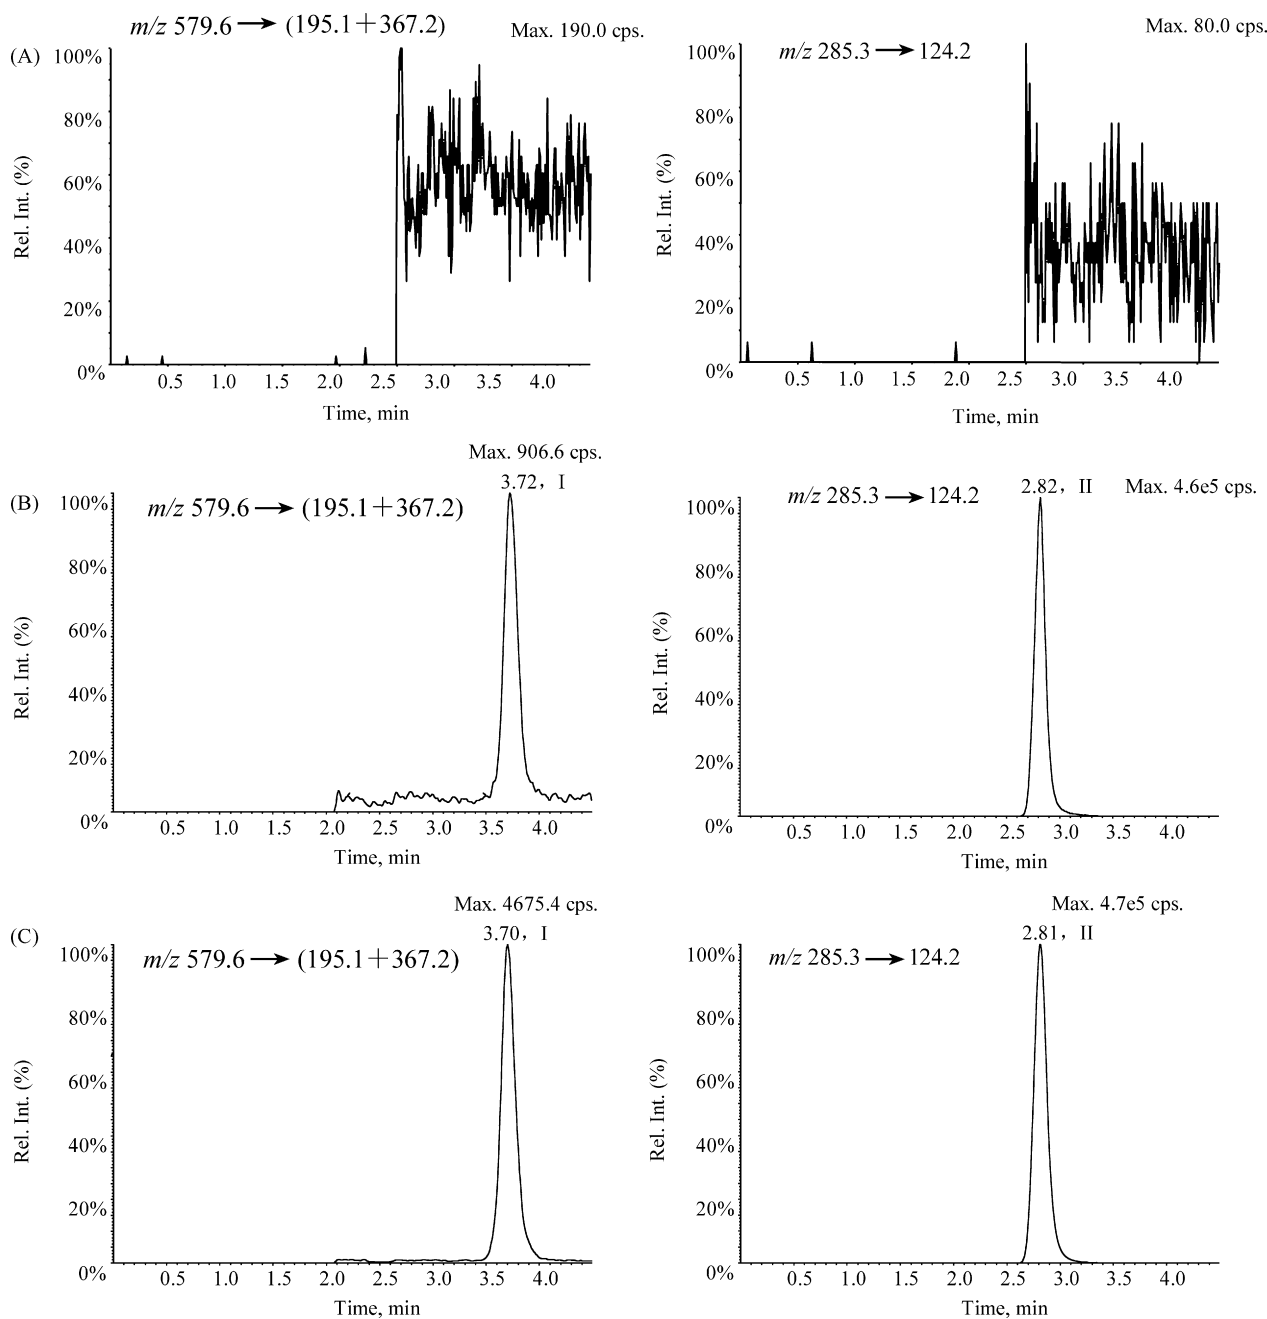 (A)
m/z 579.6 → (195.1+367.2)
Max. 190.0 cps.
Rel. Int. (%)
100%
80%
60%
40%
20%
0%
0.5 1.0 1.5 2.0 2.5 3.0 3.5 4.0
Time, min
m/z 285.3 → 124.2
Max. 80.0 cps.
Rel. Int. (%)
100%
80%
60%
40%
20%
0%
0.5 1.0 1.5 2.0 2.5 3.0 3.5 4.0
Time, min
(B)
Max. 906.6 cps.
3.72, I
m/z 579.6 → (195.1+367.2)
Rel. Int. (%)
100%
80%
60%
40%
20%
0%
0.5 1.0 1.5 2.0 2.5 3.0 3.5 4.0
Time, min
m/z 285.3 → 124.2
2.82, II
Max. 4.6e5 cps.
Rel. Int. (%)
100%
80%
60%
40%
20%
0%
0.5 1.0 1.5 2.0 2.5 3.0 3.5 4.0
Time, min
(C)
Max. 4675.4 cps.
3.70, I
m/z 579.6 → (195.1+367.2)
Rel. Int. (%)
100%
80%
60%
40%
20%
0%
0.5 1.0 1.5 2.0 2.5 3.0 3.5 4.0
Time, min
Max. 4.7e5 cps.
2.81, II
m/z 285.3 → 124.2
Rel. Int. (%)
100%
80%
60%
40%
20%
0%
0.5 1.0 1.5 2.0 2.5 3.0 3.5 4.0
Time, min